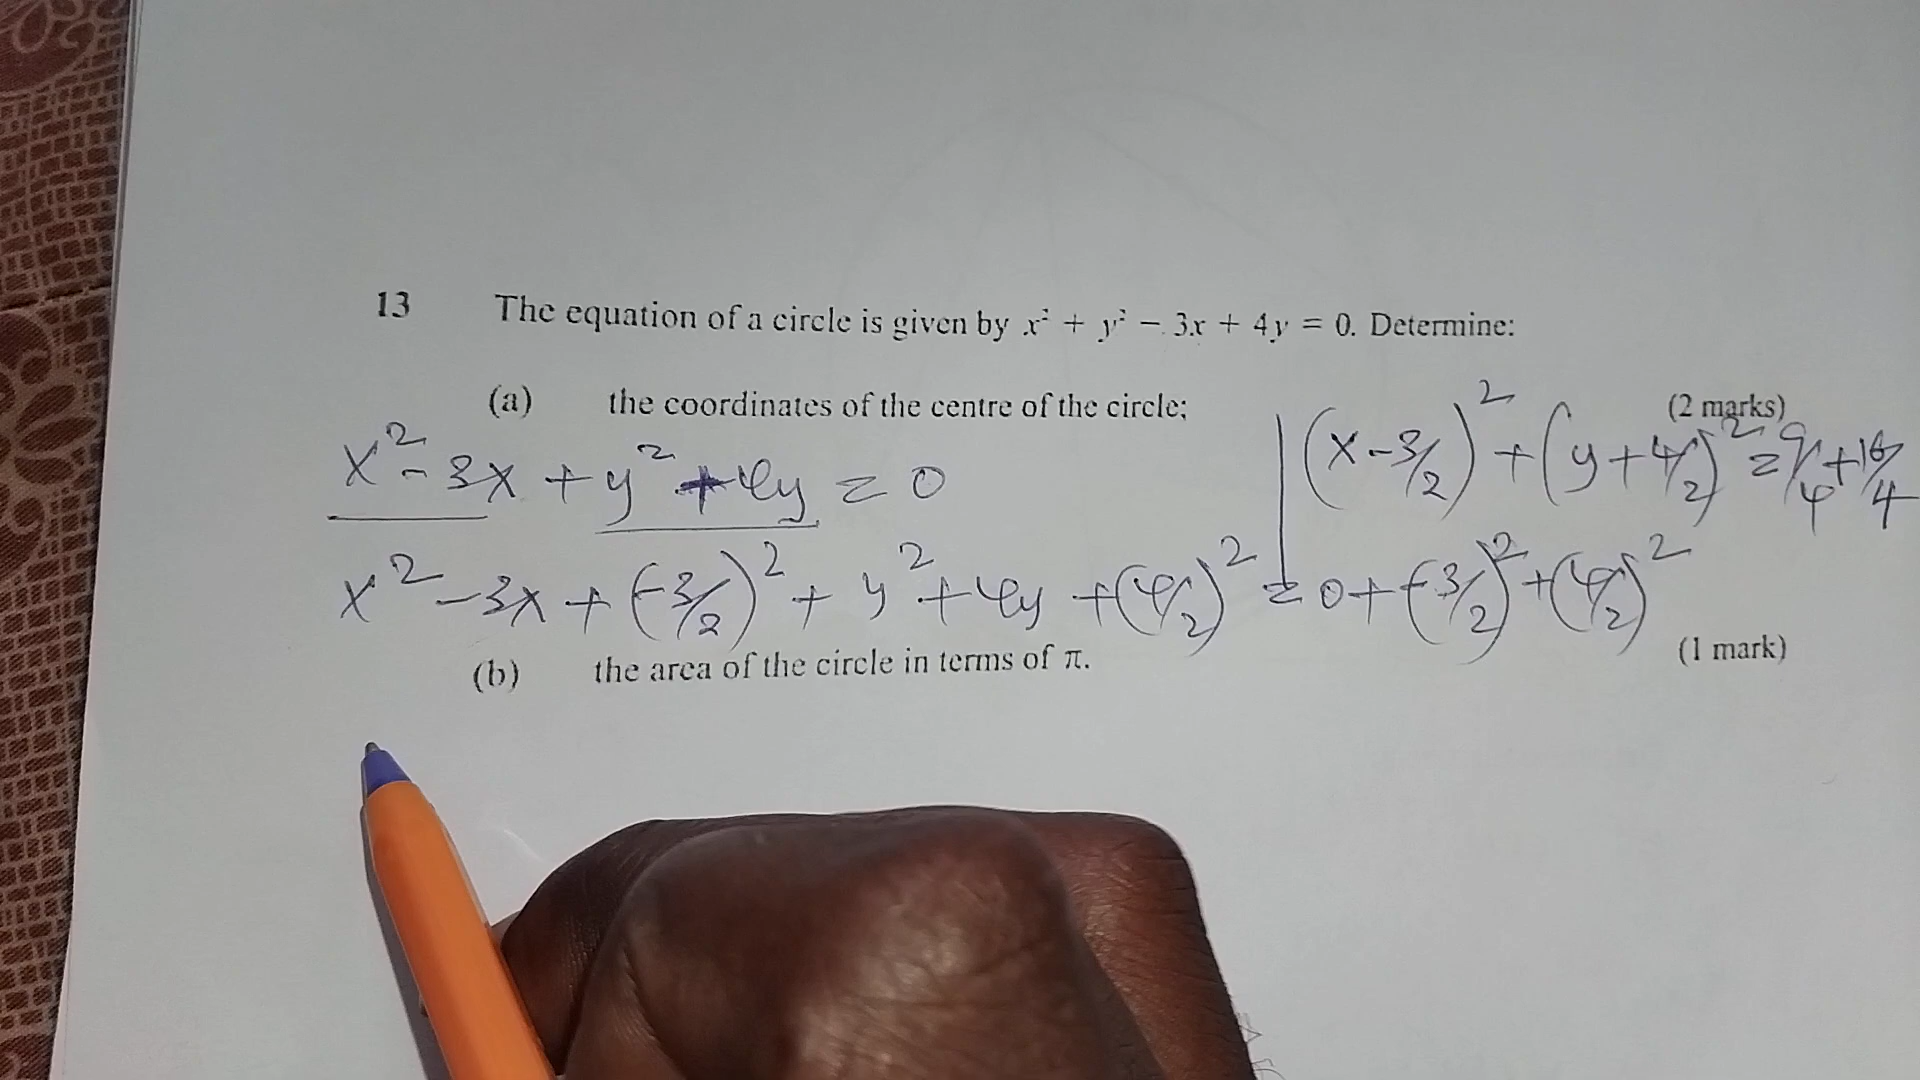 13 The equation of a circle is given by x² + y² − 3x + 4y = 0. Determine:
(a) the coordinates of the centre of the circle; (2 marks)
x² - 3x + y² + 4y = 0
(x - 3/2)² + (y + 4/2)² = 9/4 + 16/4
x² - 3x + (-3/2)² + y² + 4y + (4/2)² = 0 + (-3/2)² + (4/2)²
(b) the area of the circle in terms of π. (1 mark)